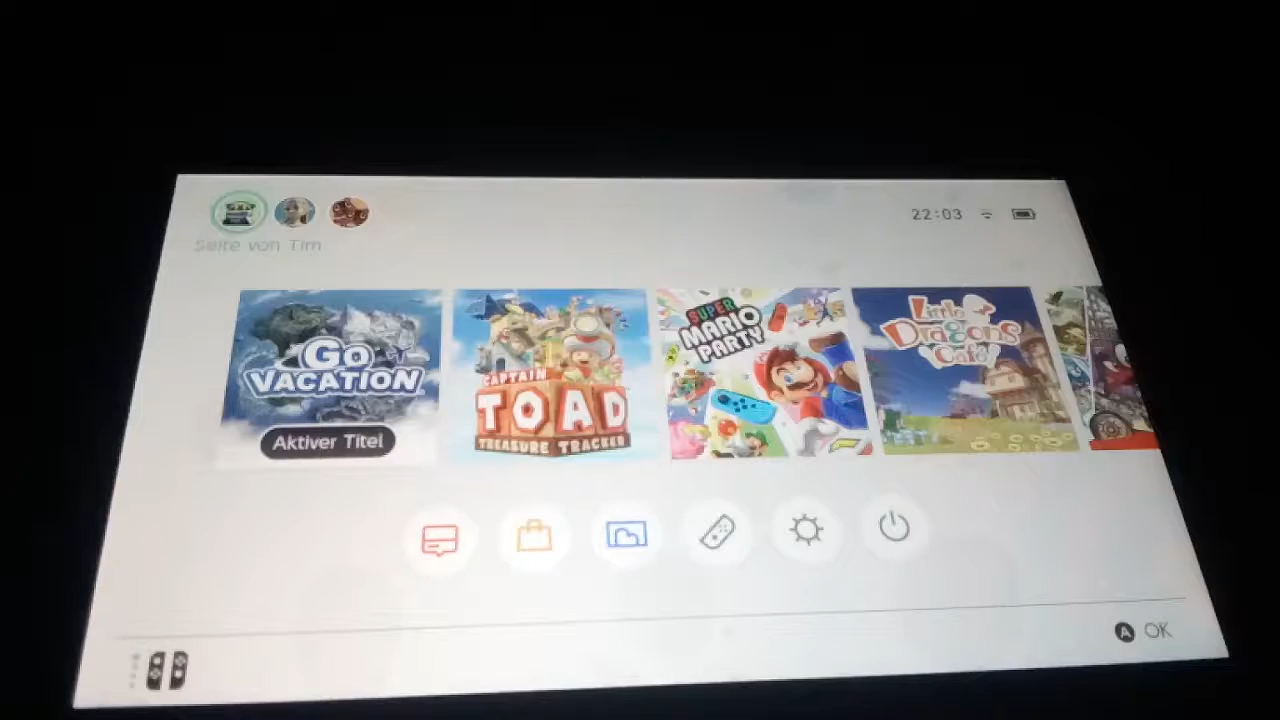 22:03
Seite von Tim
GO
VACATION
Aktiver Titel
CAPTAIN
TOAD
TREASURE TRACKER
SUPER
MARIO
PARTY
Little
Dragons
Café
A OK